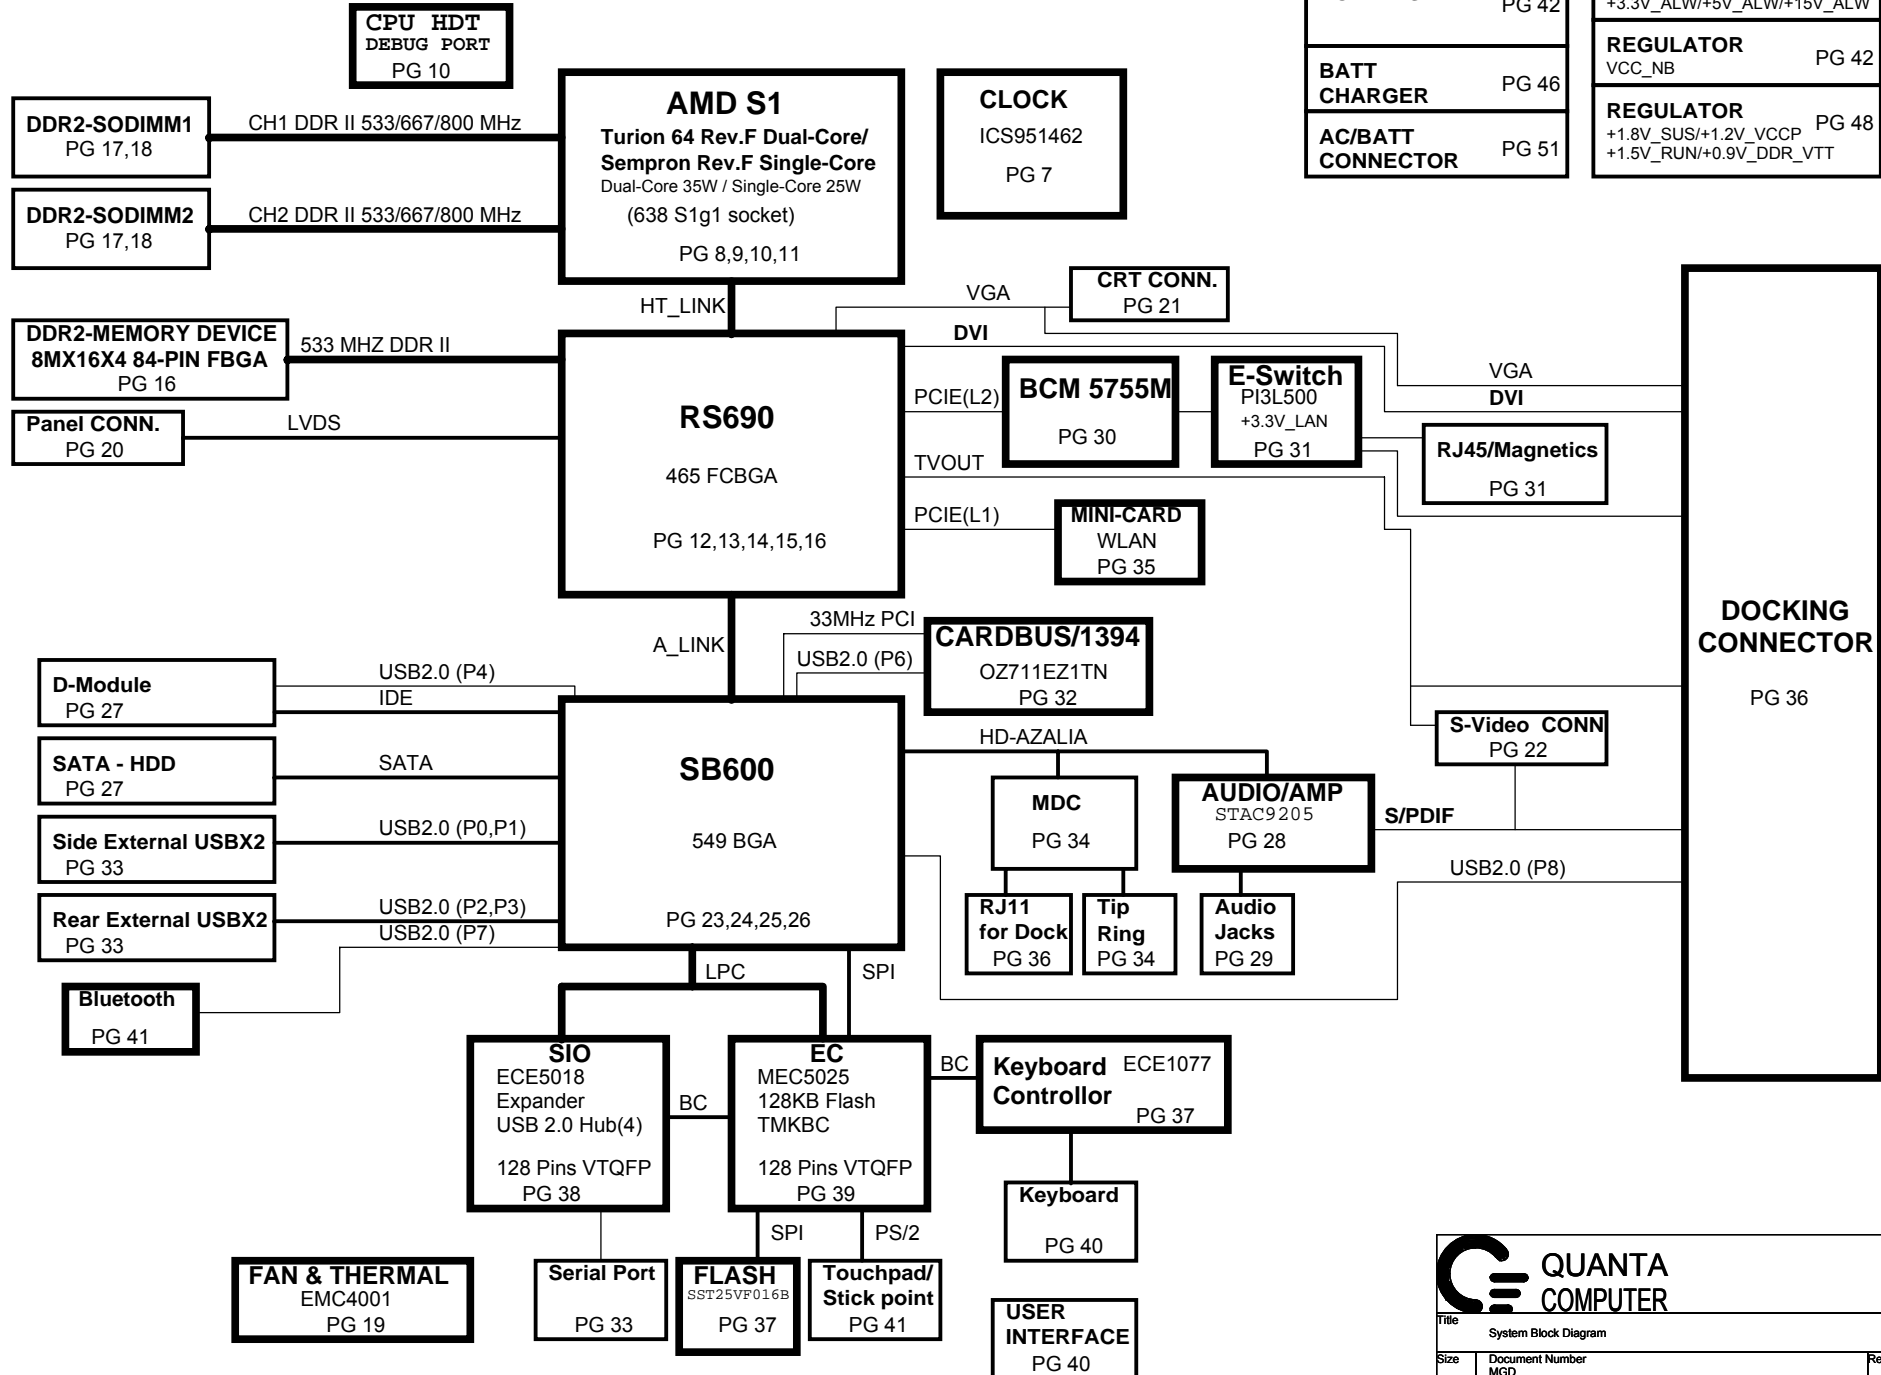 CPU HDT
DEBUG PORT
PG 10
PG 42
+3.3V_ALW/+5V_ALW/+15V_ALW
REGULATOR
VCC_NB
PG 42
BATT
CHARGER
PG 46
REGULATOR
+1.8V_SUS/+1.2V_VCCP
+1.5V_RUN/+0.9V_DDR_VTT
PG 48
AC/BATT
CONNECTOR
PG 51
DDR2-SODIMM1
PG 17,18
CH1 DDR II 533/667/800 MHz
DDR2-SODIMM2
PG 17,18
CH2 DDR II 533/667/800 MHz
AMD S1
Turion 64 Rev.F Dual-Core/
Sempron Rev.F Single-Core
Dual-Core 35W / Single-Core 25W
(638 S1g1 socket)
PG 8,9,10,11
CLOCK
ICS951462
PG 7
HT_LINK
VGA
CRT CONN.
PG 21
DVI
DDR2-MEMORY DEVICE
8MX16X4 84-PIN FBGA
PG 16
533 MHZ DDR II
Panel CONN.
PG 20
LVDS
RS690
465 FCBGA
PG 12,13,14,15,16
PCIE(L2)
BCM 5755M
PG 30
E-Switch
PI3L500
+3.3V_LAN
PG 31
VGA
DVI
RJ45/Magnetics
PG 31
TVOUT
PCIE(L1)
MINI-CARD
WLAN
PG 35
DOCKING
CONNECTOR
PG 36
A_LINK
33MHz PCI
USB2.0 (P6)
CARDBUS/1394
OZ711EZ1TN
PG 32
D-Module
PG 27
USB2.0 (P4)
IDE
SATA - HDD
PG 27
SATA
Side External USBX2
PG 33
USB2.0 (P0,P1)
Rear External USBX2
PG 33
USB2.0 (P2,P3)
USB2.0 (P7)
Bluetooth
PG 41
SB600
549 BGA
PG 23,24,25,26
HD-AZALIA
S-Video CONN
PG 22
MDC
PG 34
AUDIO/AMP
STAC9205
PG 28
S/PDIF
USB2.0 (P8)
RJ11
for Dock
PG 36
Tip
Ring
PG 34
Audio
Jacks
PG 29
LPC
SPI
SIO
ECE5018
Expander
USB 2.0 Hub(4)
128 Pins VTQFP
PG 38
BC
EC
MEC5025
128KB Flash
TMKBC
128 Pins VTQFP
PG 39
BC
Keyboard
Controllor
ECE1077
PG 37
Keyboard
PG 40
SPI
PS/2
FAN & THERMAL
EMC4001
PG 19
Serial Port
PG 33
FLASH
SST25VF016B
PG 37
Touchpad/
Stick point
PG 41
USER
INTERFACE
PG 40
QUANTA
COMPUTER
Title
System Block Diagram
Size
Document Number
MGD